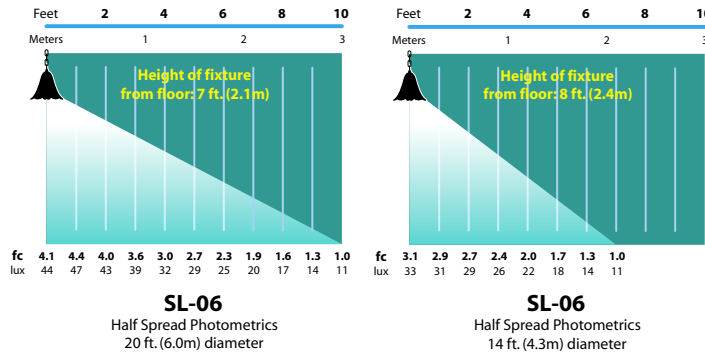 Feet 2 4 6 8 10
Meters 1 2 3
Height of fixture
from floor: 7 ft. (2.1m)
fc 4.1 4.4 4.0 3.6 3.0 2.7 2.3 1.9 1.6 1.3 1.0
lux 44 47 43 39 32 29 25 20 17 14 11
SL-06
Half Spread Photometrics
20 ft. (6.0m) diameter
Feet 2 4 6 8
Meters 1 2 3
Height of fixture
from floor: 8 ft. (2.4m)
fc 3.1 2.9 2.7 2.4 2.0 1.7 1.3 1.0
lux 33 31 29 26 22 18 14 11
SL-06
Half Spread Photometrics
14 ft. (4.3m) diameter